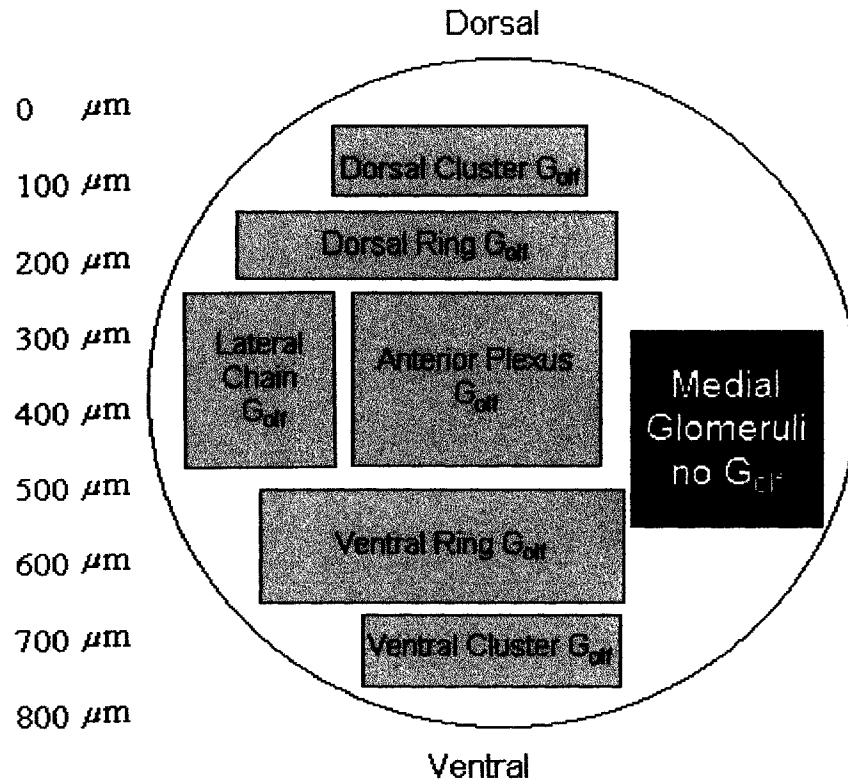 Dorsal
0 μm
100 μm
200 μm
300 μm
400 μm
500 μm
600 μm
700 μm
800 μm
Dorsal Cluster Golf
Dorsal Ring Golf
Lateral
Chain
Golf
Anterior Plexus
Golf
Medial
Glomeruli
no Golf
Ventral Ring Golf
Ventral Cluster Golf
Ventral